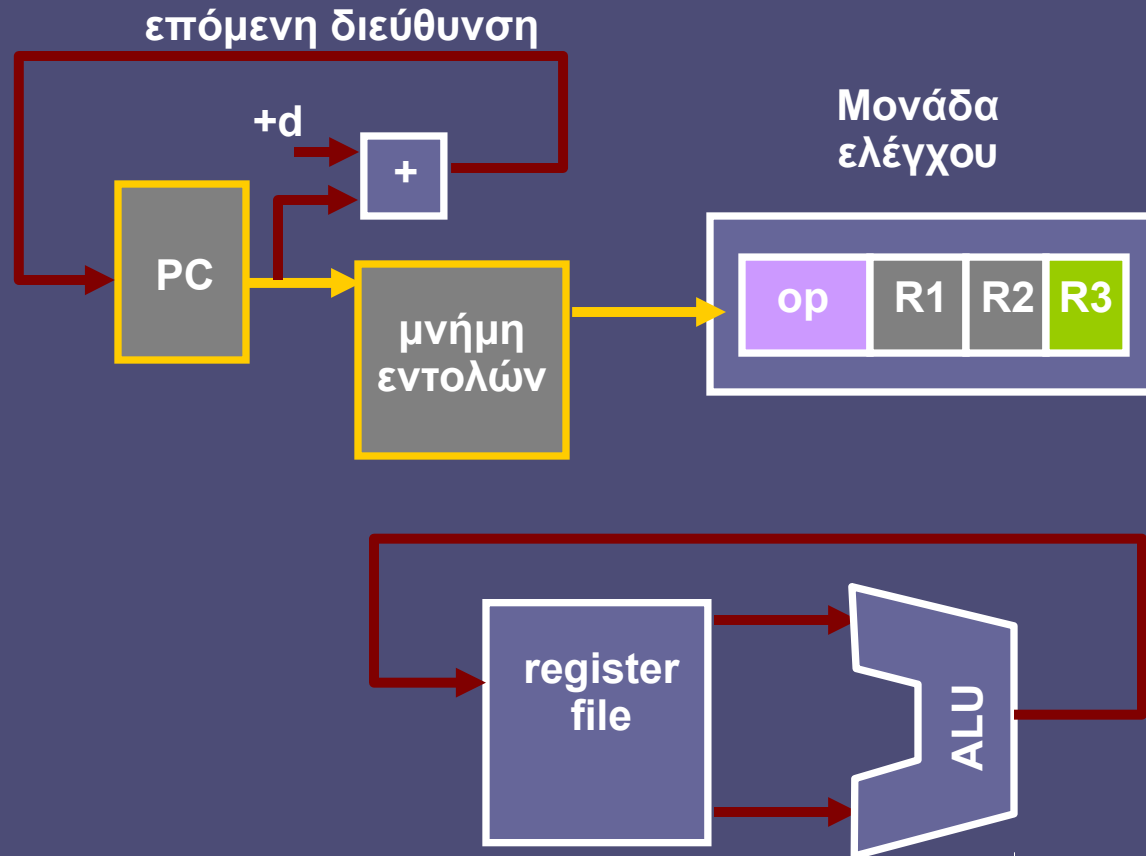 επόμενη διεύθυνση
+d
+
Μονάδα
ελέγχου
PC
op
R1
R2
R3
μνήμη
εντολών
register
file
ALU